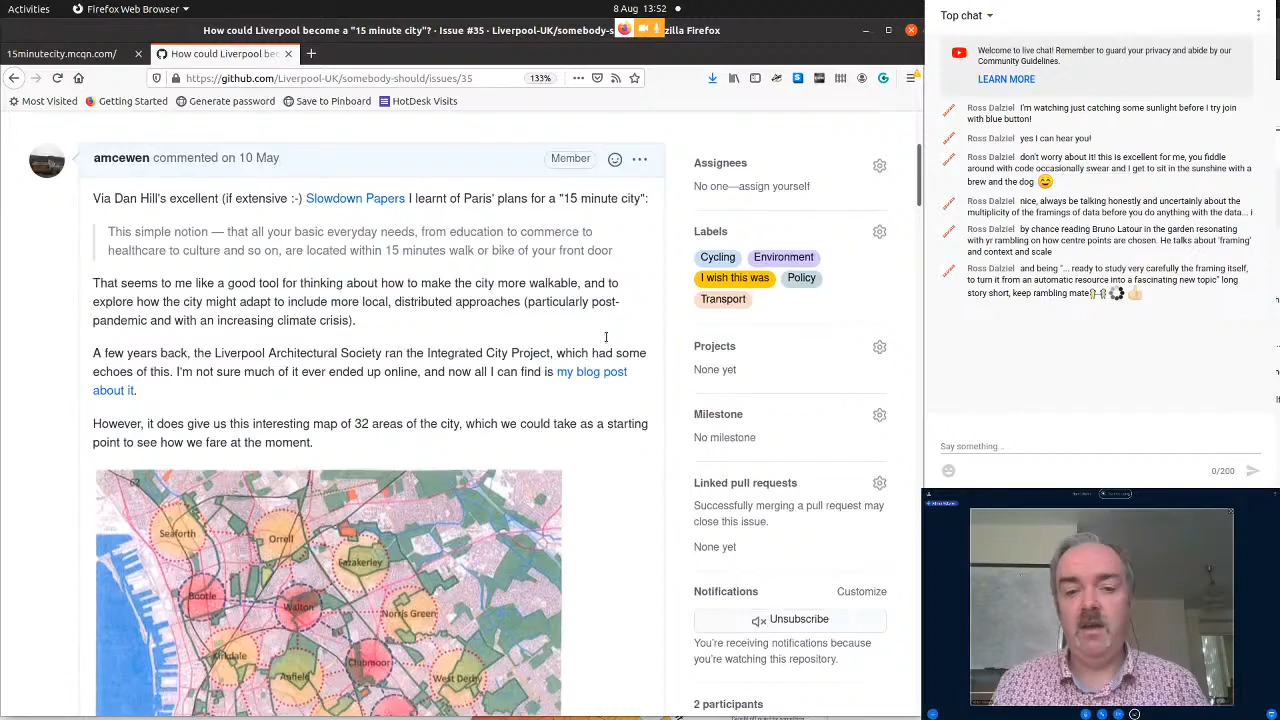 Activities
Firefox Web Browser
8 Aug 13:52
How could Liverpool become a "15 minute city"? · Issue #35 · Liverpool-UK/somebody-s
zilla Firefox
15minutecity.mcqn.com/
How could Liverpool bec
https://github.com/Liverpool-UK/somebody-should/issues/35
133%
Most Visited
Getting Started
Generate password
Save to Pinboard
HotDesk Visits
amcewen commented on 10 May
Member
Via Dan Hill's excellent (if extensive :-) Slowdown Papers I learnt of Paris' plans for a "15 minute city":
This simple notion — that all your basic everyday needs, from education to commerce to
healthcare to culture and so on, are located within 15 minutes walk or bike of your front door
That seems to me like a good tool for thinking about how to make the city more walkable, and to
explore how the city might adapt to include more local, distributed approaches (particularly post-
pandemic and with an increasing climate crisis).
A few years back, the Liverpool Architectural Society ran the Integrated City Project, which had some
echoes of this. I'm not sure much of it ever ended up online, and now all I can find is my blog post
about it.
However, it does give us this interesting map of 32 areas of the city, which we could take as a starting
point to see how we fare at the moment.
Seaforth
Orrell
Fazakerley
Bootle
Walton
Norris Green
Kirkdale
Clubmoor
Anfield
West Derby
Assignees
No one—assign yourself
Labels
Cycling
Environment
I wish this was
Policy
Transport
Projects
None yet
Milestone
No milestone
Linked pull requests
Successfully merging a pull request may
close this issue.
None yet
Notifications
Customize
Unsubscribe
You're receiving notifications because
you're watching this repository.
2 participants
Top chat
Welcome to live chat! Remember to guard your privacy and abide by our
Community Guidelines.
LEARN MORE
Ross Dalziel I'm watching just catching some sunlight before I try join
with blue button!
Ross Dalziel yes I can hear you!
Ross Dalziel don't worry about it! this is excellent for me, you fiddle
around with code occasionally swear and I get to sit in the sunshine with a
brew and the dog
Ross Dalziel nice, always be talking honestly and uncertainly about the
multiplicity of the framings of data before you do anything with the data... i
Ross Dalziel by chance reading Bruno Latour in the garden resonating
with yr rambling on how centre points are chosen. He talks about 'framing'
and context and scale
Ross Dalziel and being "... ready to study very carefully the framing itself,
to turn it from an automatic resource into a fascinating new topic" long
story short, keep rambling mate
Say something...
0/200